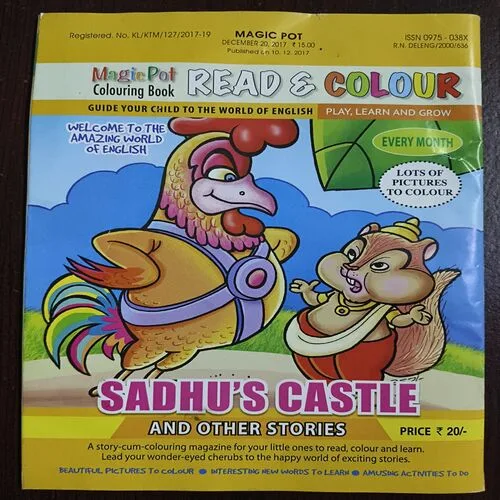 Registered. No. KL/KTM/127/2017-19
MAGIC POT
DECEMBER 20, 2017 ₹ 15.00
Published on 10. 12. 2017
ISSN 0975 - 038X
R.N. DELENG/2000/636
MagicPot
Colouring Book
READ & COLOUR
GUIDE YOUR CHILD TO THE WORLD OF ENGLISH
PLAY, LEARN AND GROW
WELCOME TO THE
AMAZING WORLD
OF ENGLISH
EVERY MONTH
LOTS OF
PICTURES
TO COLOUR
SADHU'S CASTLE
AND OTHER STORIES
PRICE ₹ 20/-
A story-cum-colouring magazine for your little ones to read, colour and learn.
Lead your wonder-eyed cherubs to the happy world of exciting stories.
BEAUTIFUL PICTURES TO COLOUR ● INTERESTING NEW WORDS TO LEARN ● AMUSING ACTIVITIES TO DO